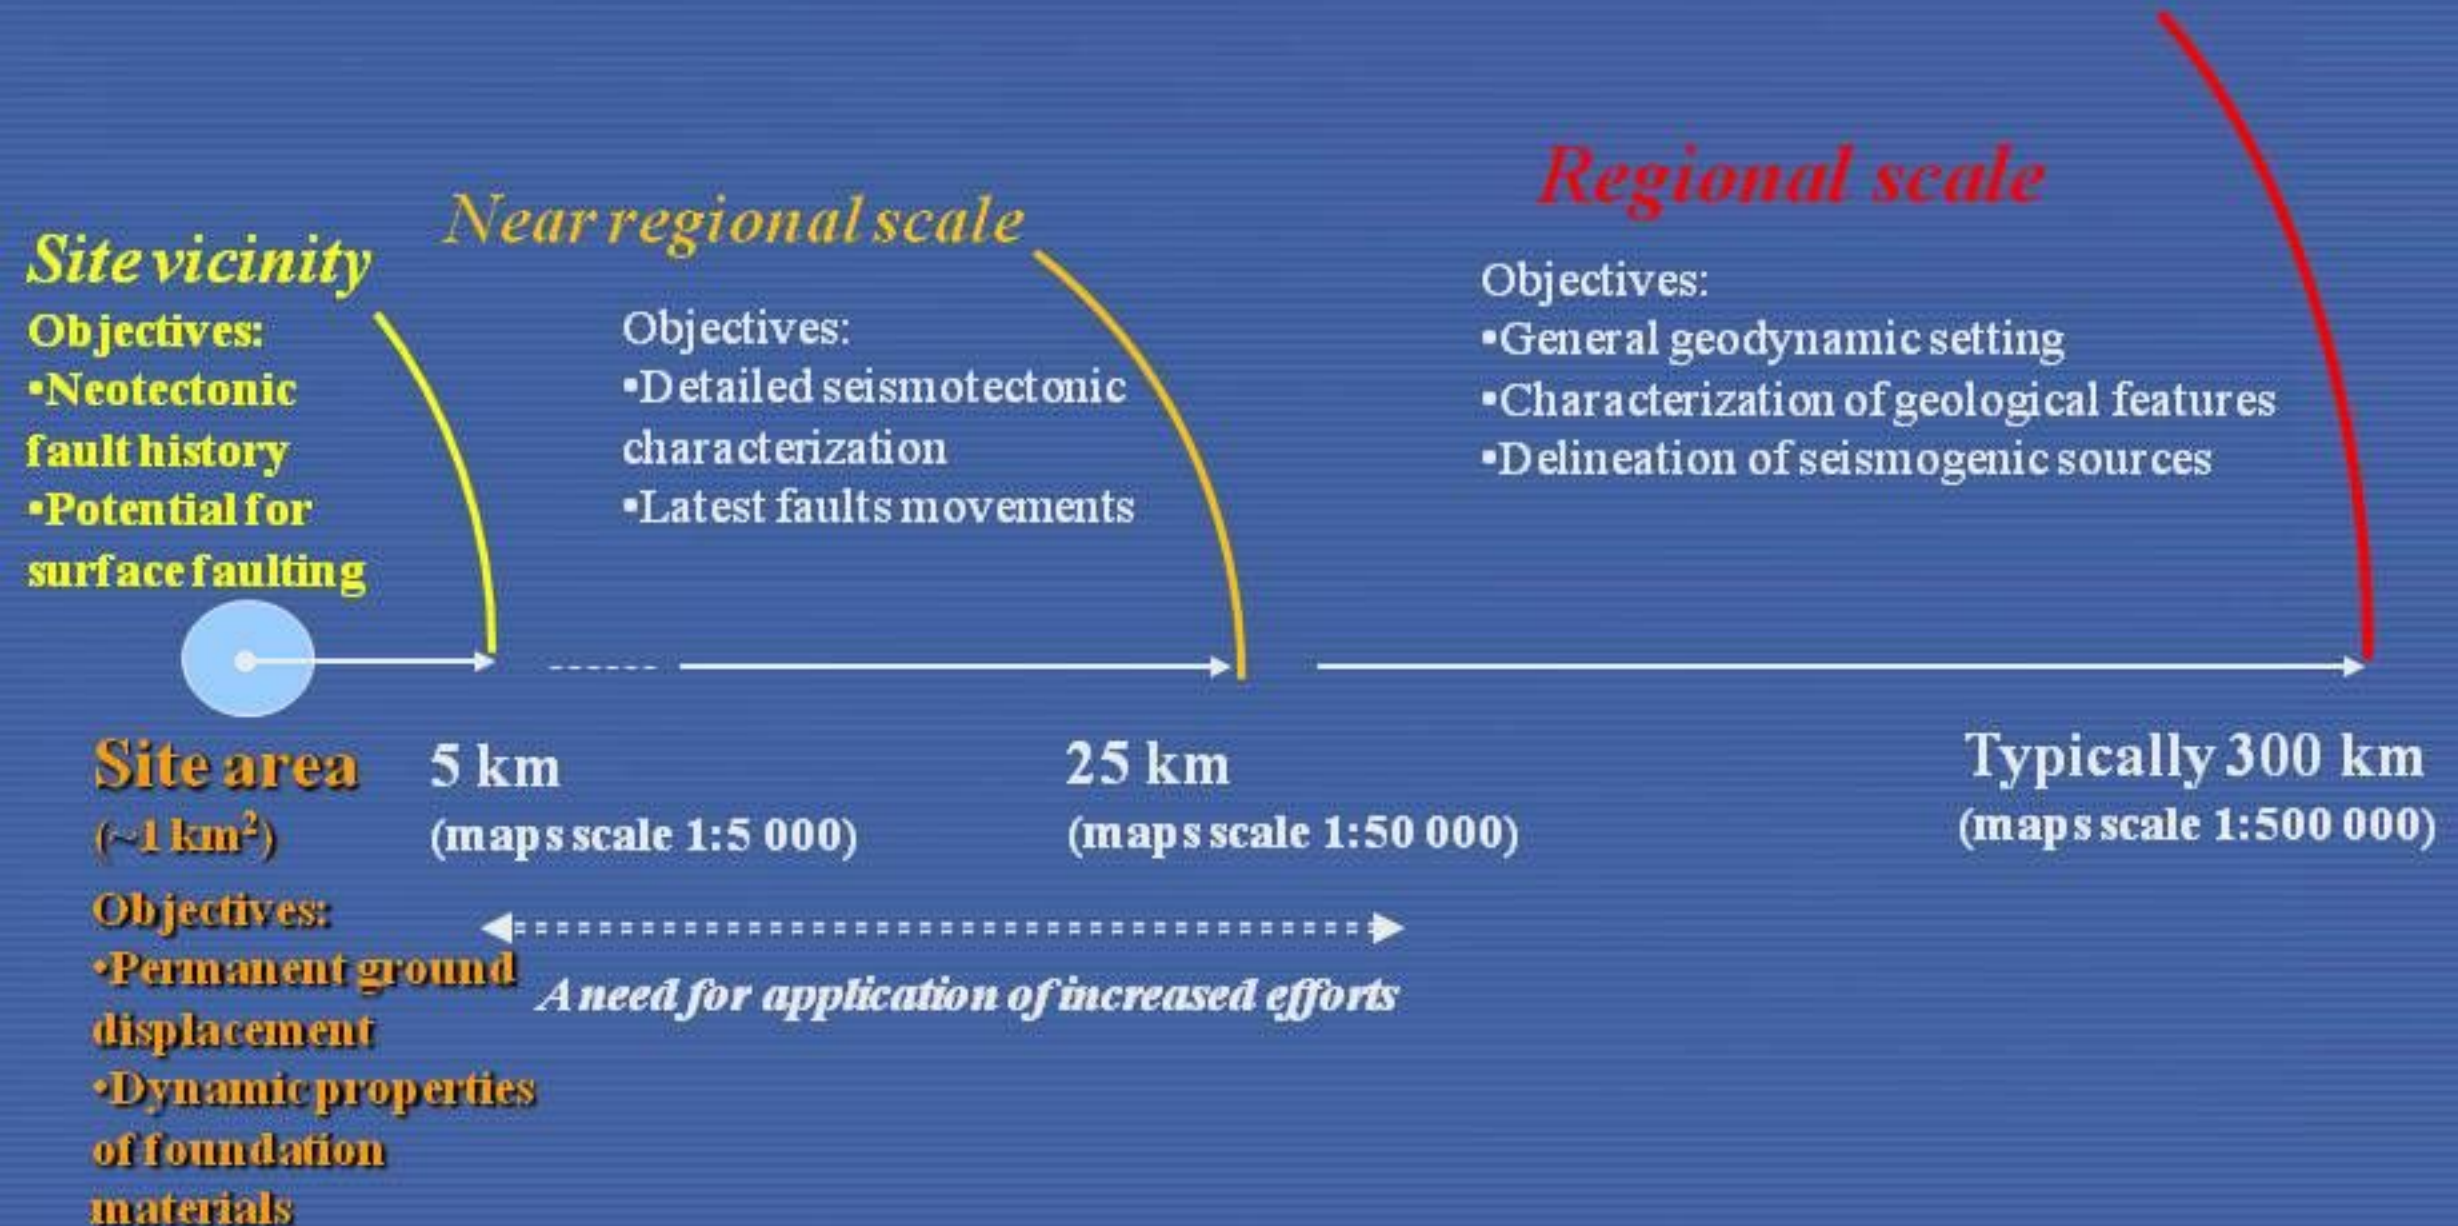 Site vicinity
Objectives:
•Neotectonic
fault history
•Potential for
surface faulting
Near regional scale
Objectives:
▪Detailed seismotectonic
characterization
▪Latest faults movements
Regional scale
Objectives:
▪General geodynamic setting
▪Characterization of geological features
▪Delineation of seismogenic sources
Site area
(~1 km²)
Objectives:
•Permanent ground
displacement
•Dynamic properties
of foundation
materials
5 km
(maps scale 1:5 000)
25 km
(maps scale 1:50 000)
Typically 300 km
(maps scale 1:500 000)
A need for application of increased efforts